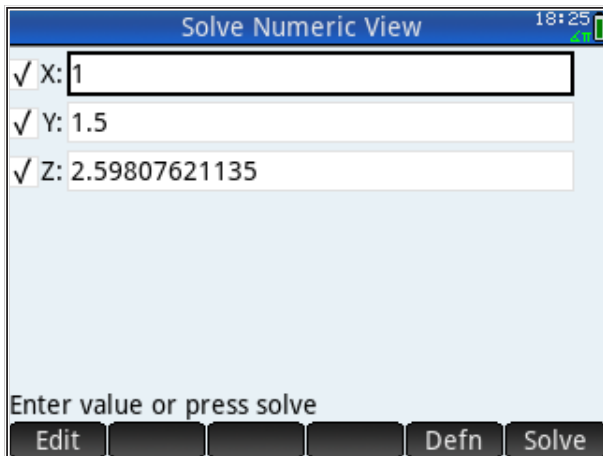 Solve Numeric View 18:25
∡π
√ X: 1
√ Y: 1.5
√ Z: 2.59807621135
Enter value or press solve
Edit Defn Solve